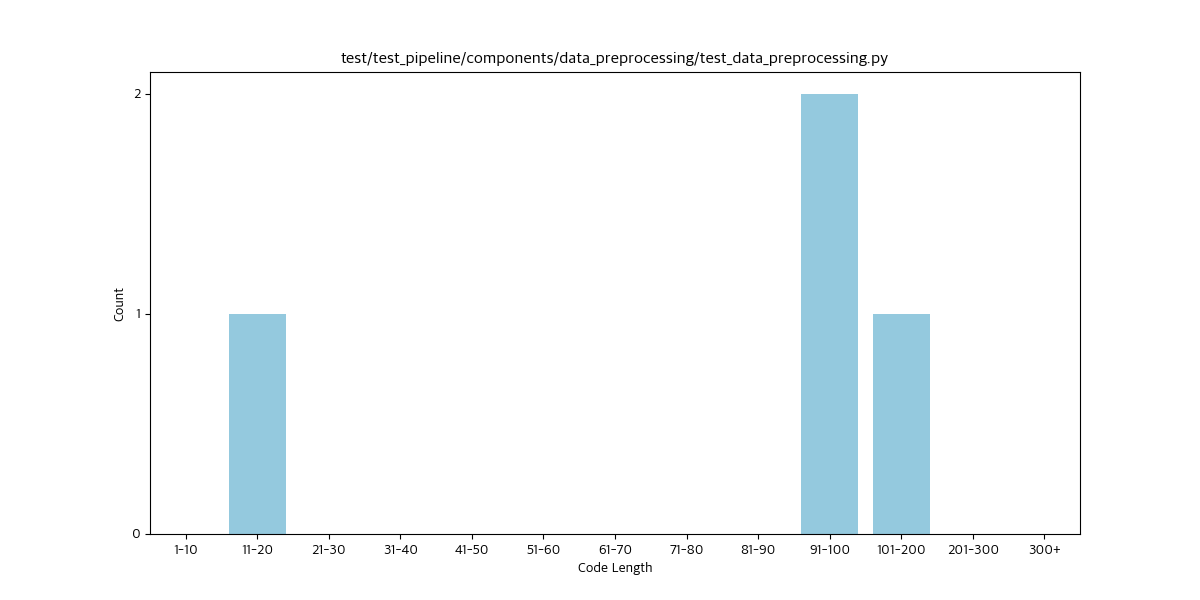 test/test_pipeline/components/data_preprocessing/test_data_preprocessing.py
2
1
0
Count
1-10 11-20 21-30 31-40 41-50 51-60 61-70 71-80 81-90 91-100 101-200 201-300 300+
Code Length